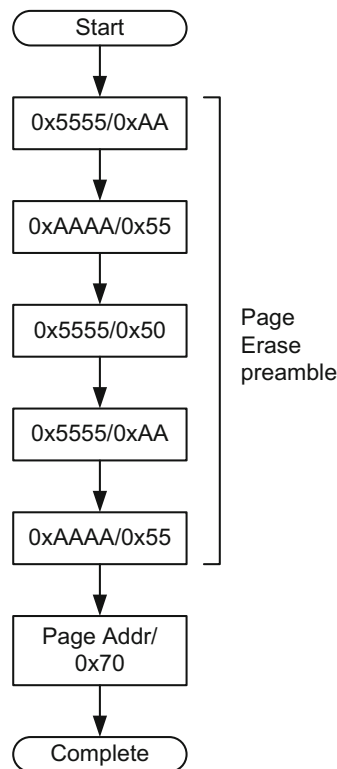 Start
0x5555/0xAA
0xAAAA/0x55
0x5555/0x50
0x5555/0xAA
0xAAAA/0x55
Page
Erase
preamble
Page Addr/
0x70
Complete